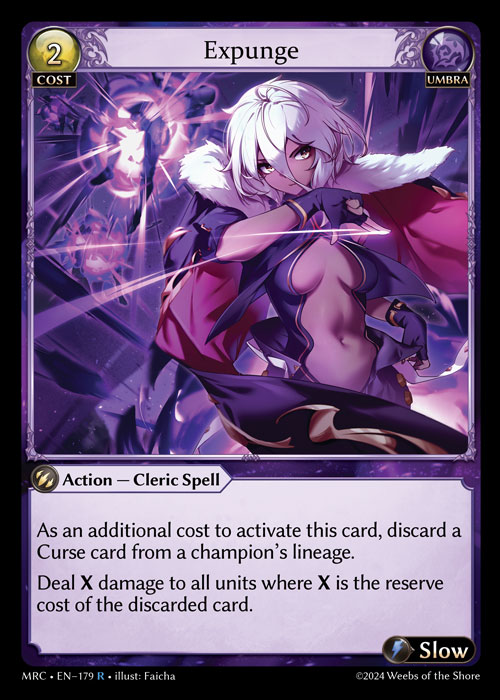 2
COST
Expunge
UMBRA
Action — Cleric Spell
As an additional cost to activate this card, discard a
Curse card from a champion's lineage.
Deal X damage to all units where X is the reserve
cost of the discarded card.
Slow
MRC • EN–179 R • illust: Faicha
©2024 Weebs of the Shore